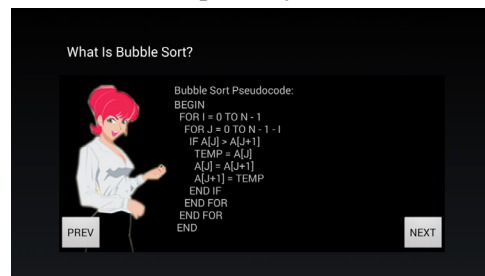 What Is Bubble Sort?
Bubble Sort Pseudocode:
BEGIN
FOR I = 0 TO N - 1
FOR J = 0 TO N - 1 - I
IF A[J] > A[J+1]
TEMP = A[J]
A[J] = A[J+1]
A[J+1] = TEMP
END IF
END FOR
END FOR
END
PREV
NEXT